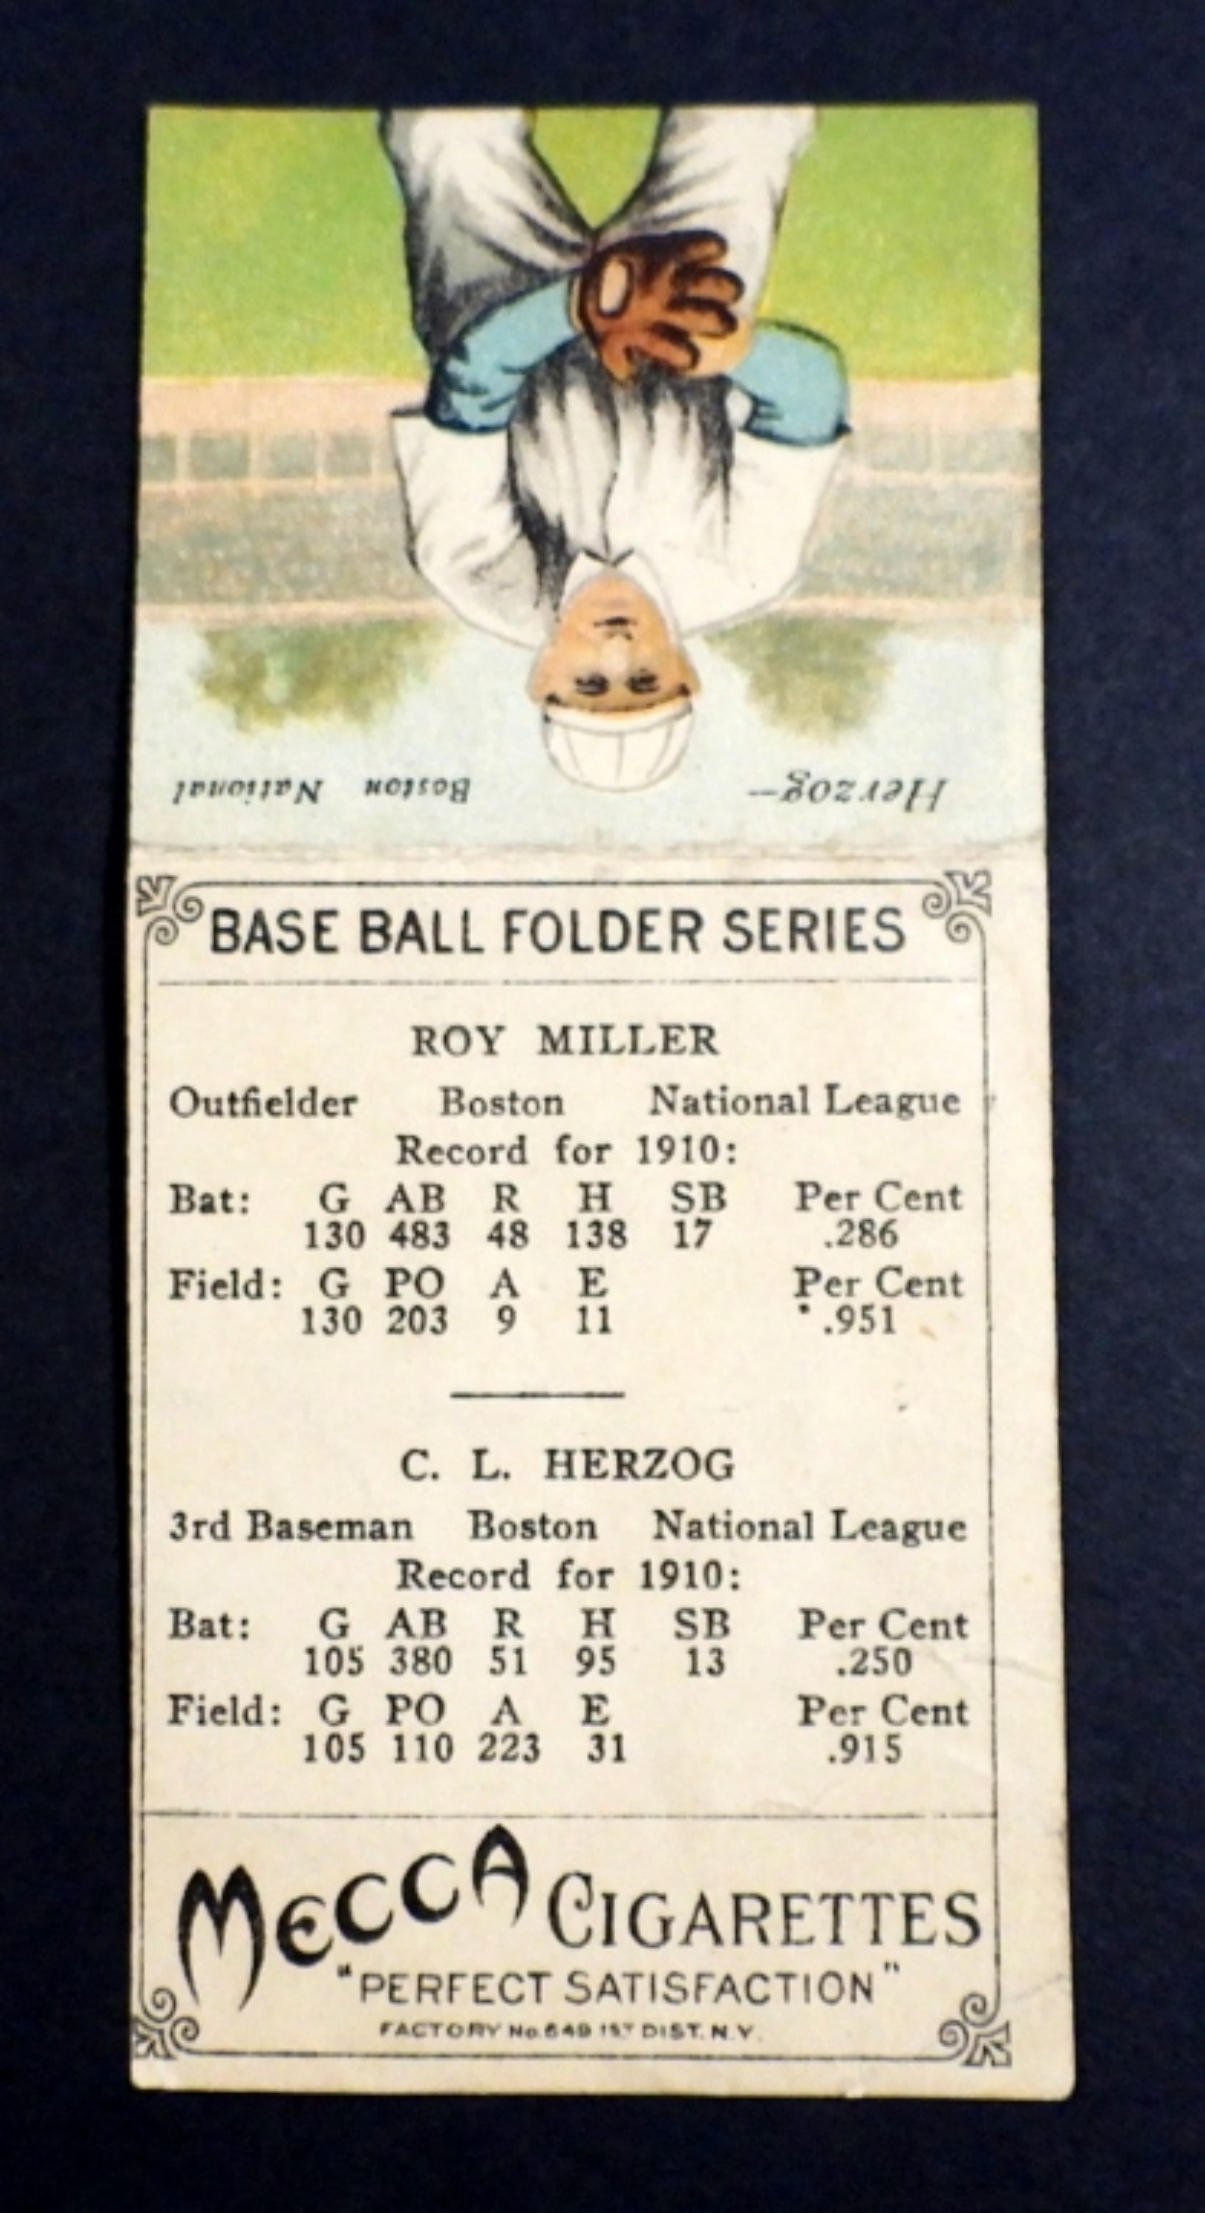 Herzog— Boston National
BASE BALL FOLDER SERIES
ROY MILLER
Outfielder Boston National League
Record for 1910:
Bat: G AB R H SB Per Cent
130 483 48 138 17 .286
Field: G PO A E Per Cent
130 203 9 11 .951
C. L. HERZOG
3rd Baseman Boston National League
Record for 1910:
Bat: G AB R H SB Per Cent
105 380 51 95 13 .250
Field: G PO A E Per Cent
105 110 223 31 .915
MECCA CIGARETTES
"PERFECT SATISFACTION"
FACTORY No. 649 1ST DIST. N.Y.